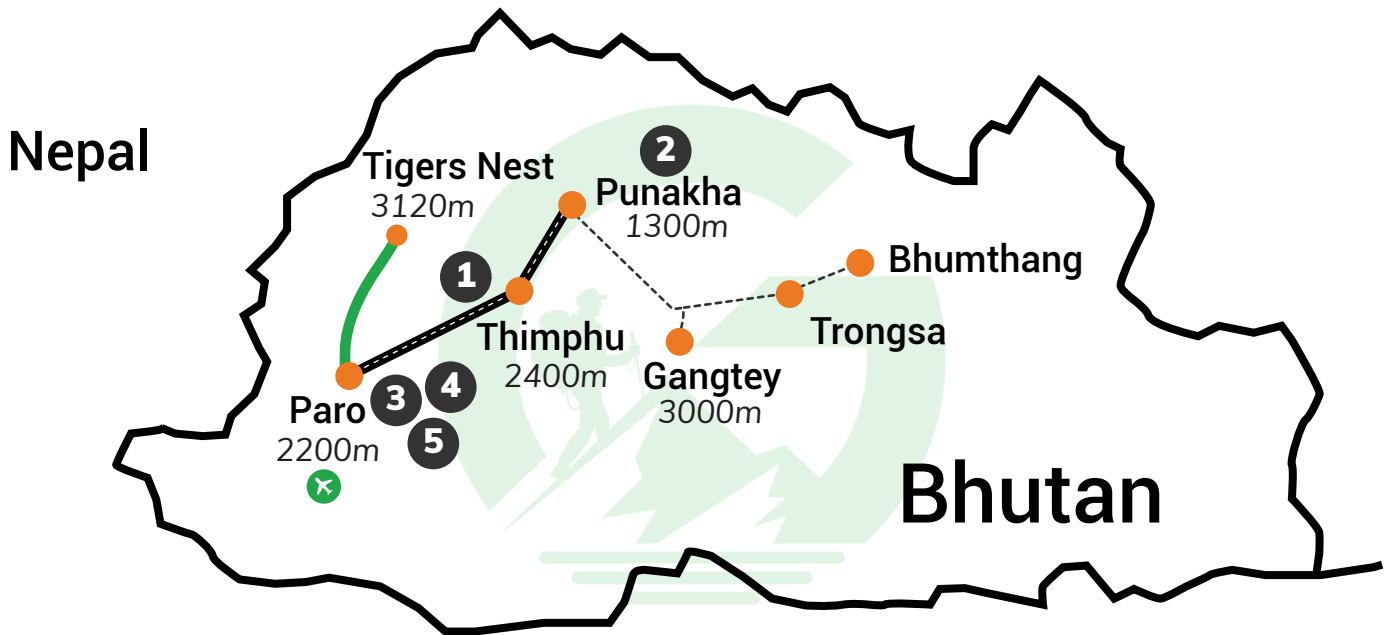 Nepal
Tigers Nest
3120m
2
Punakha
1300m
1
Bhumthang
Thimphu
2400m
Trongsa
Gangtey
3000m
Paro
2200m
3
4
5
Bhutan